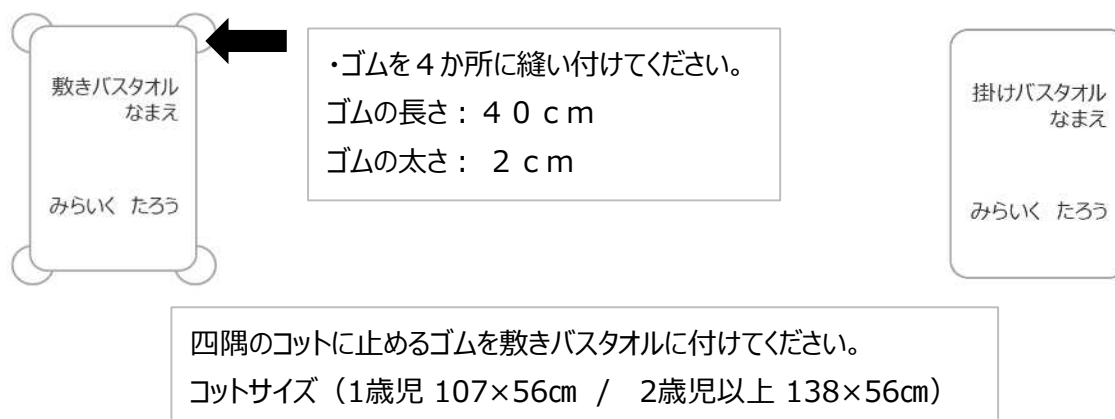 敷きバスタオル
なまえ
みらいく たろう
・ゴムを４か所に縫い付けてください。
ゴムの長さ：４０ｃｍ
ゴムの太さ： ２ｃｍ
掛けバスタオル
なまえ
みらいく たろう
四隅のコットに止めるゴムを敷きバスタオルに付けてください。
コットサイズ（1歳児 107×56㎝ / 2歳児以上 138×56㎝）